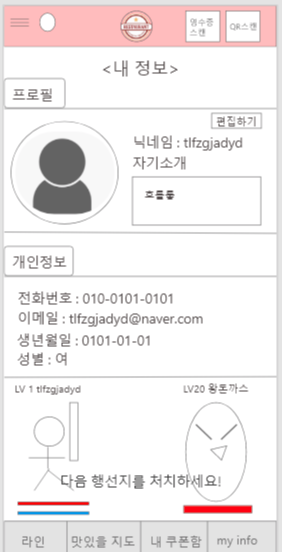 영수증
스캔
QR스캔
<내 정보>
프로필
편집하기
닉네임 : tlfzgjadyd
자기소개
흐믈믈
개인정보
전화번호 : 010-0101-0101
이메일 : tlfzgjadyd@naver.com
생년월일 : 0101-01-01
성별 : 여
LV 1 tlfzgjadyd
LV20 왕돈까스
다음 행선지를 처치하세요!
라인
맛있을 지도
내 쿠폰함
my info